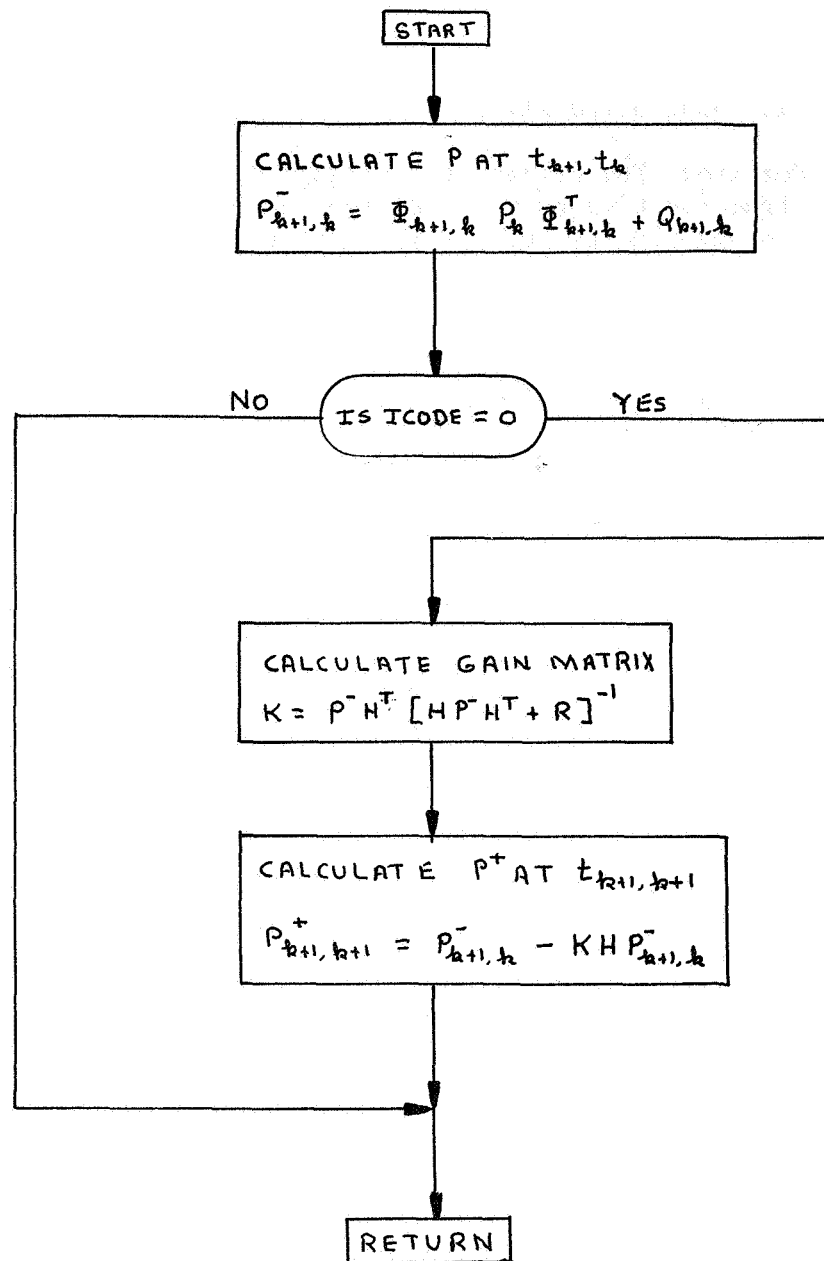 START
CALCULATE P AT t_{k+1}, t_k
P^-_{k+1,k} = Φ_{k+1,k} P_k Φ^T_{k+1,k} + Q_{k+1,k}
NO
IS ICODE = 0
YES
CALCULATE GAIN MATRIX
K = P^- H^T [H P^- H^T + R]^{-1}
CALCULATE P^+ AT t_{k+1,k+1}
P^+_{k+1,k+1} = P^-_{k+1,k} - K H P^-_{k+1,k}
RETURN